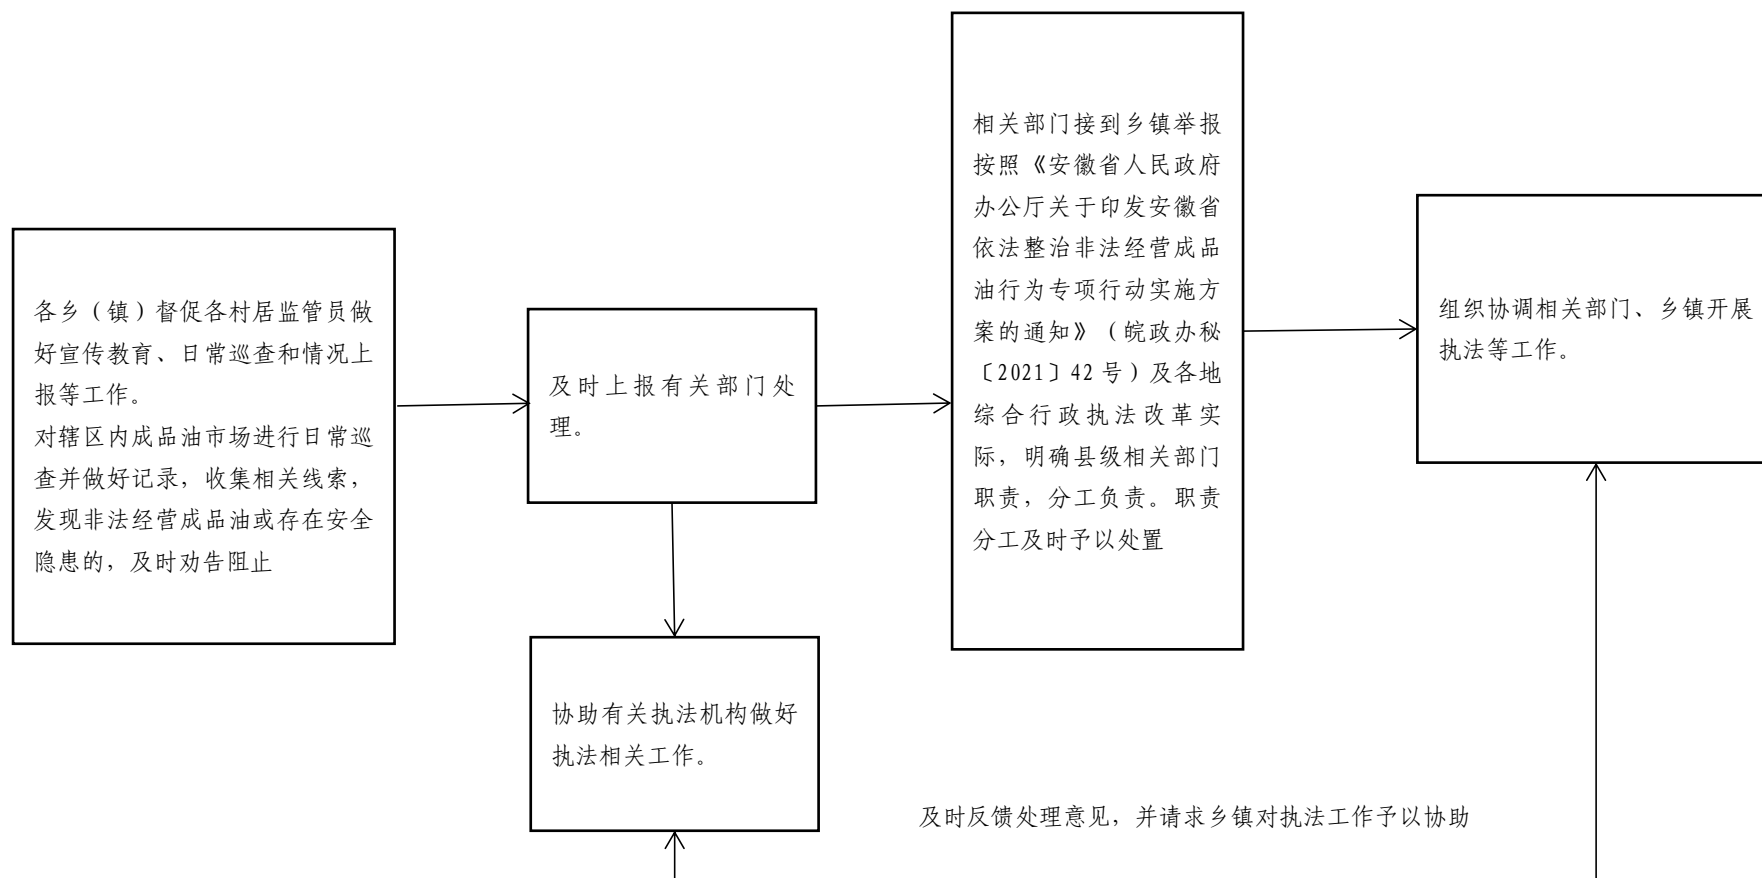 各乡（镇）督促各村居监管员做
好宣传教育、日常巡查和情况上
报等工作。
对辖区内成品油市场进行日常巡
查并做好记录，收集相关线索，
发现非法经营成品油或存在安全
隐患的，及时劝告阻止
及时上报有关部门处
理。
协助有关执法机构做好
执法相关工作。
相关部门接到乡镇举报
按照《安徽省人民政府
办公厅关于印发安徽省
依法整治非法经营成品
油行为专项行动实施方
案的通知》（皖政办秘
〔2021〕42 号）及各地
综合行政执法改革实
际，明确县级相关部门
职责，分工负责。职责
分工及时予以处置
组织协调相关部门、乡镇开展
执法等工作。
及时反馈处理意见，并请求乡镇对执法工作予以协助